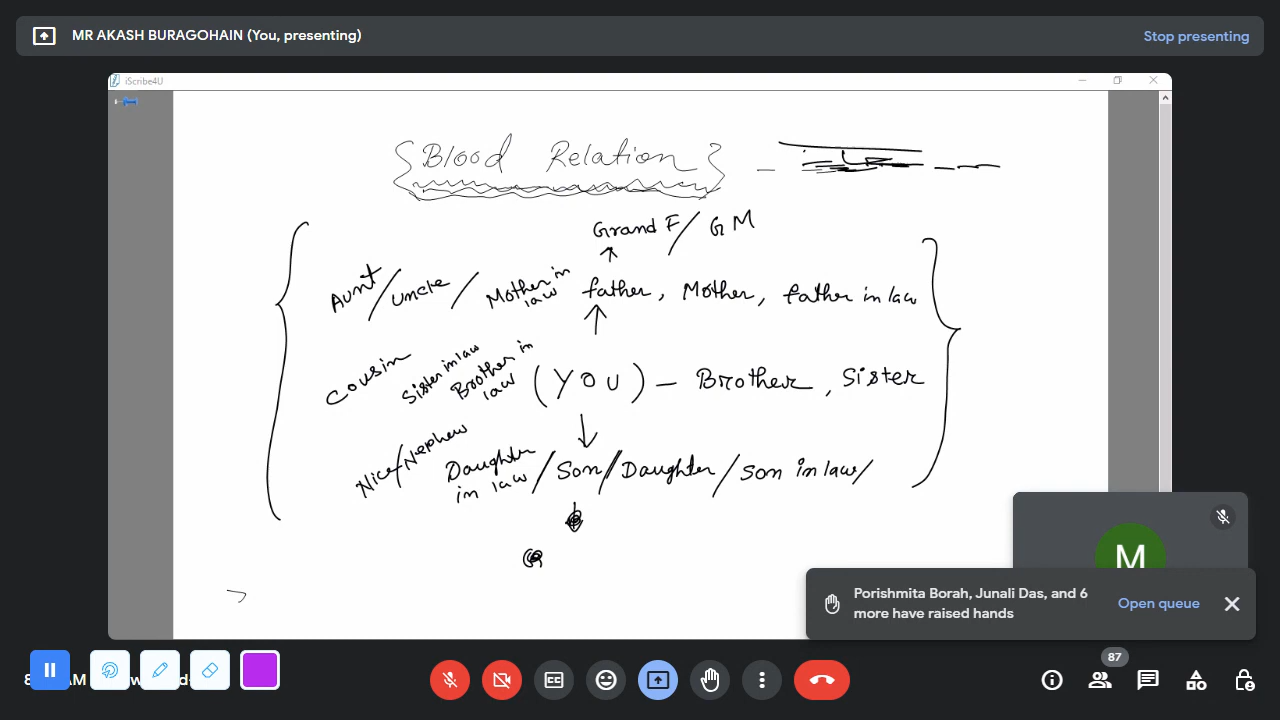 MR AKASH BURAGOHAIN (You, presenting)
Stop presenting
iScribe4U
{Blood Relation}
Grand F / G M
Aunt / uncle / Mother in law father, Mother, father in law
Cousin Sister in law Brother in law (YOU) - Brother, Sister
Nice/Nephew Daughter in law / Son / Daughter / Son in law /
M
Porishmita Borah, Junali Das, and 6
more have raised hands
Open queue
87
8 AM